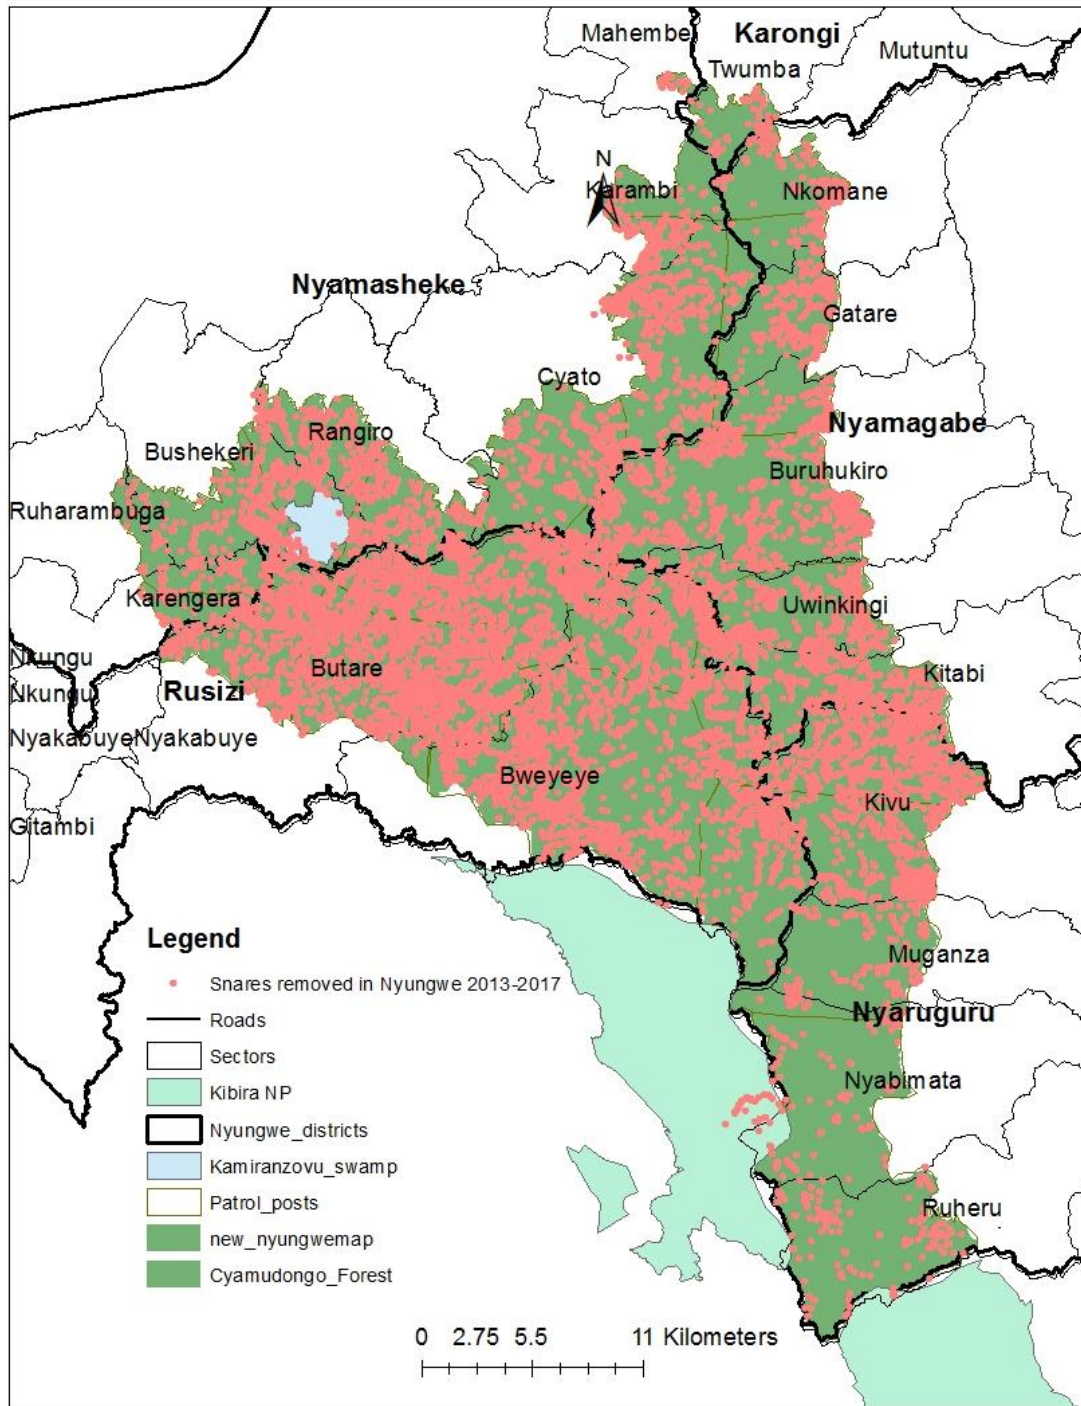 Mahembe
Karongi
Mutuntu
Twumba
N
Karambi
Nkomane
Nyamasheke
Gatare
Cyato
Nyamagabe
Rangiro
Bushekeri
Buruhukiro
Ruharambuga
Karengera
Uwinkingi
Nkungu
Butare
Kitabi
Rusizi
Nkungu
NyakabuyeNyakabuye
Bweyeye
Kivu
Gitambi
Legend
Muganza
Snares removed in Nyungwe 2013-2017
Nyaruguru
Roads
Sectors
Nyabimata
Kibira NP
Nyungwe_districts
Kamiranzovu_swamp
Patrol_posts
Ruheru
new_nyungwemap
Cyamudongo_Forest
0 2.75 5.5 11 Kilometers